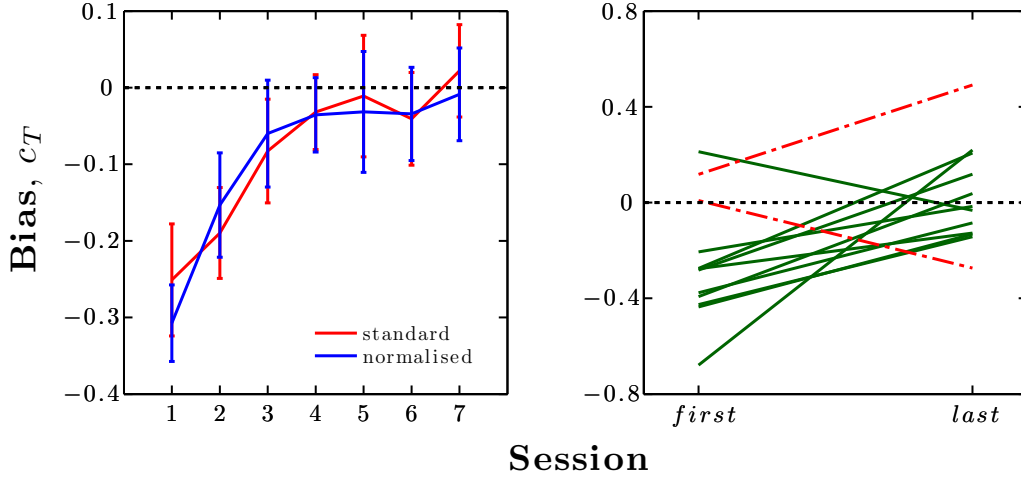 Bias, c_T
0.1
0
−0.1
−0.2
−0.3
−0.4
1 2 3 4 5 6 7
standard
normalised
0.8
0.4
0
−0.4
−0.8
first last
Session